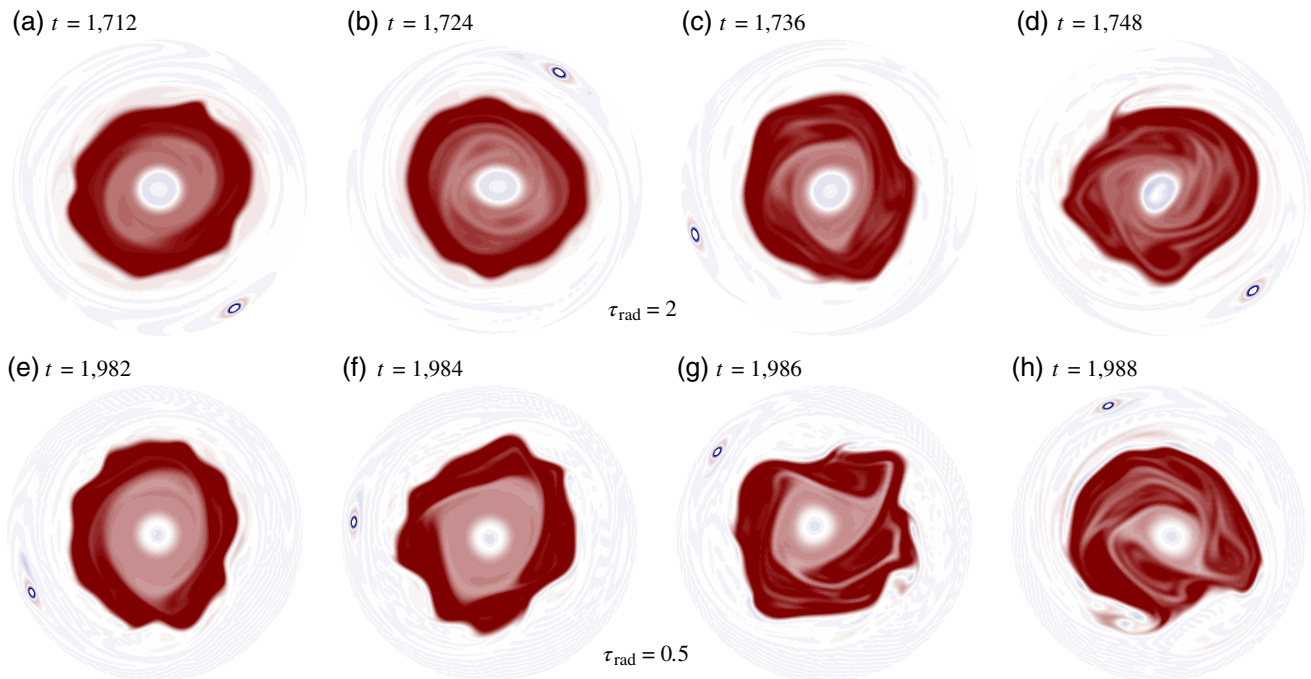 (a) t = 1,712
(b) t = 1,724
(c) t = 1,736
(d) t = 1,748
τrad = 2
(e) t = 1,982
(f) t = 1,984
(g) t = 1,986
(h) t = 1,988
τrad = 0.5